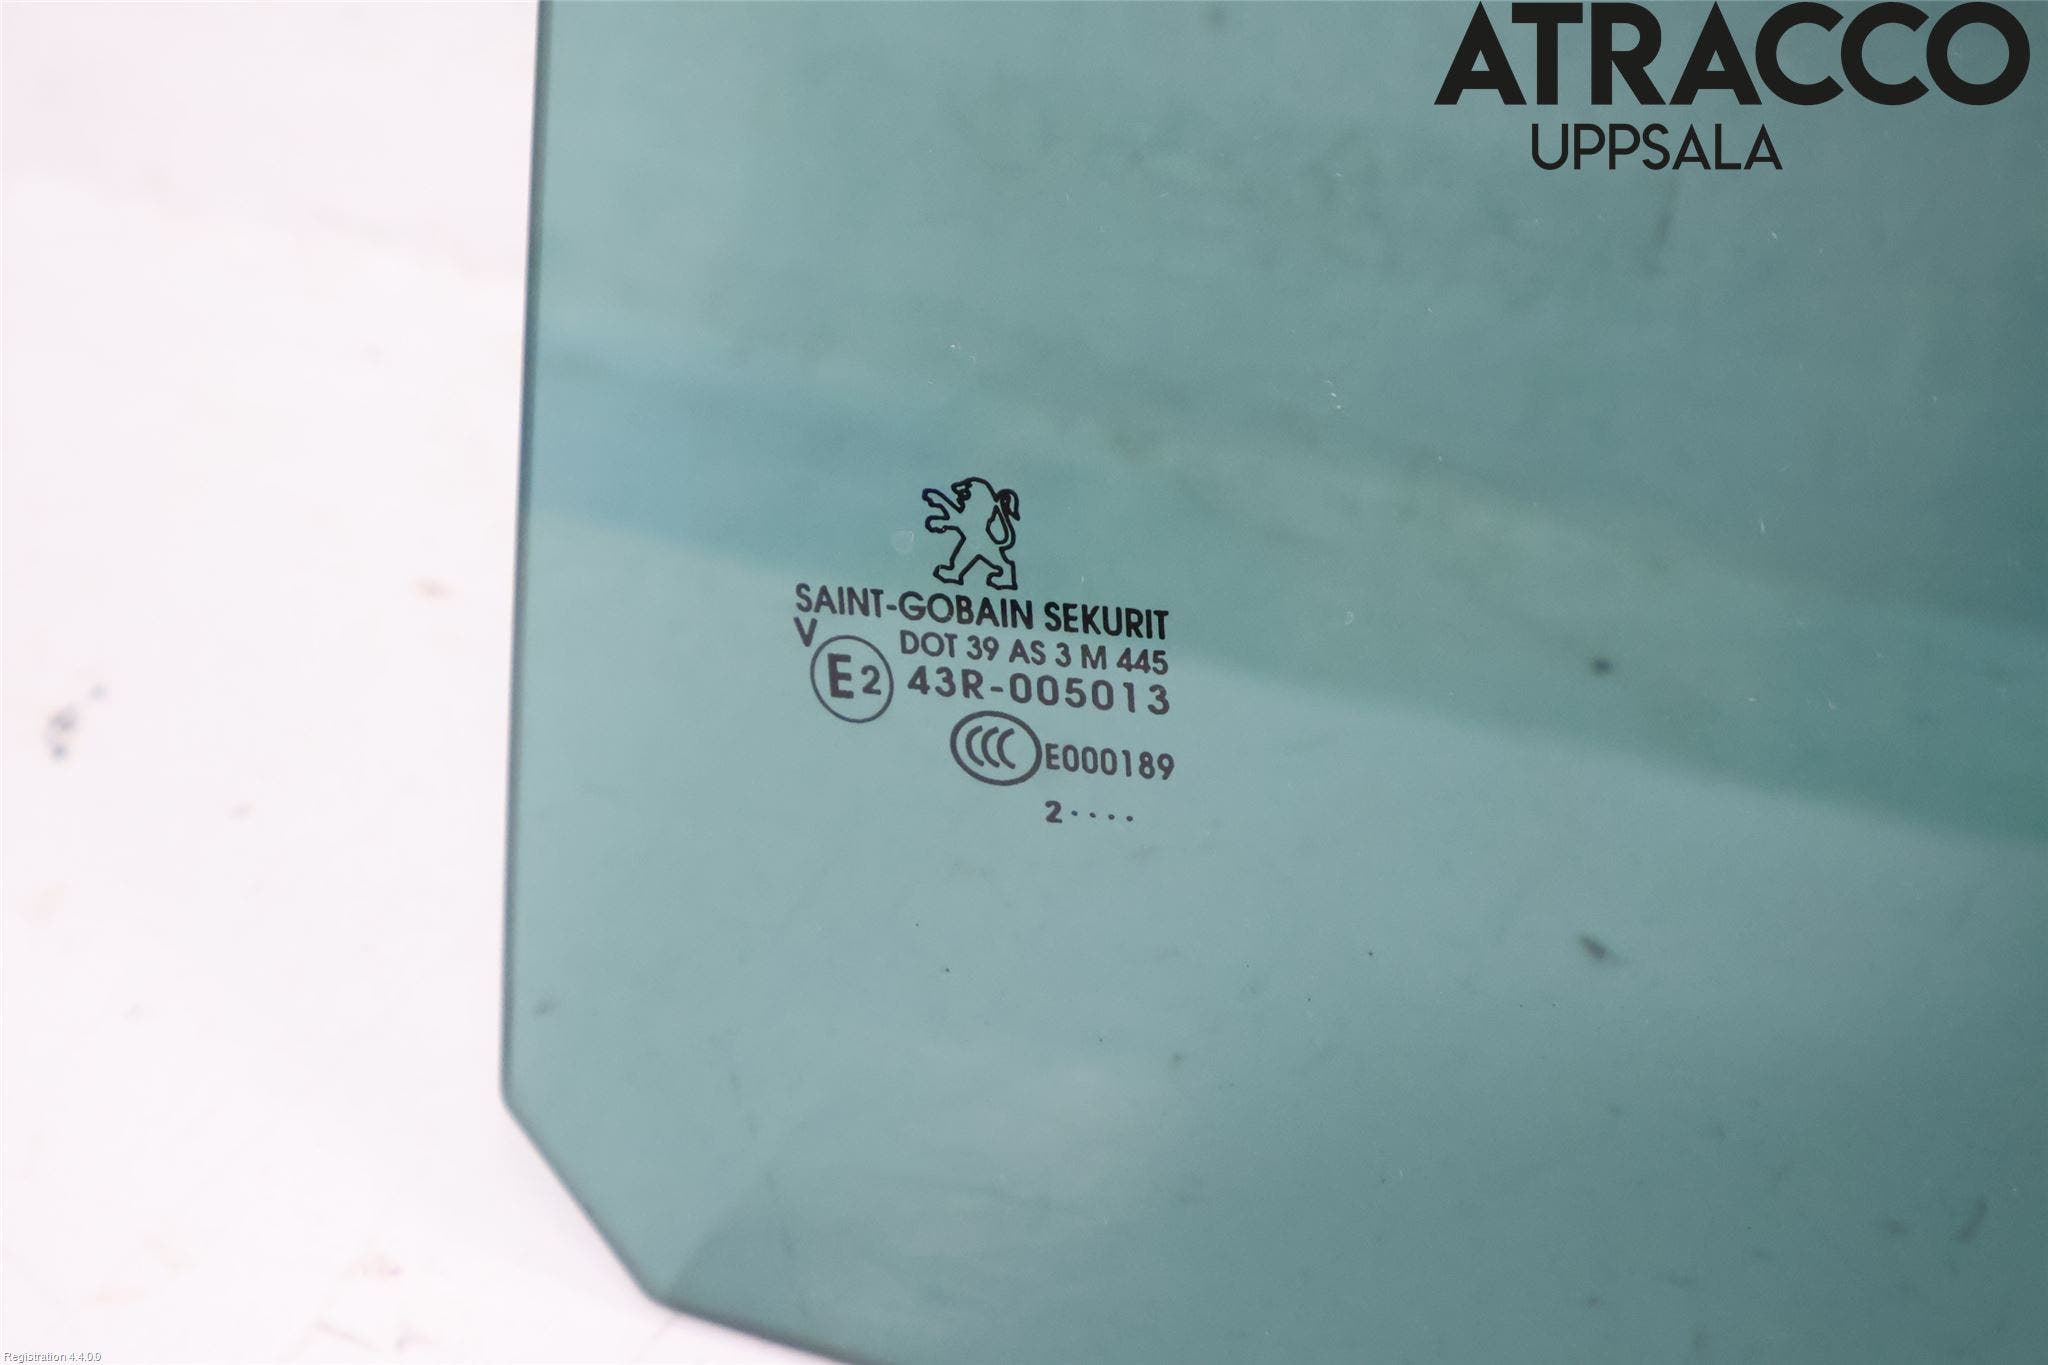 ATRACCO
UPPSALA
SAINT-GOBAIN SEKURIT
V
DOT 39 AS 3 M 445
E2 43R-005013
CCC E000189
2····
Registration 4.4.0.9